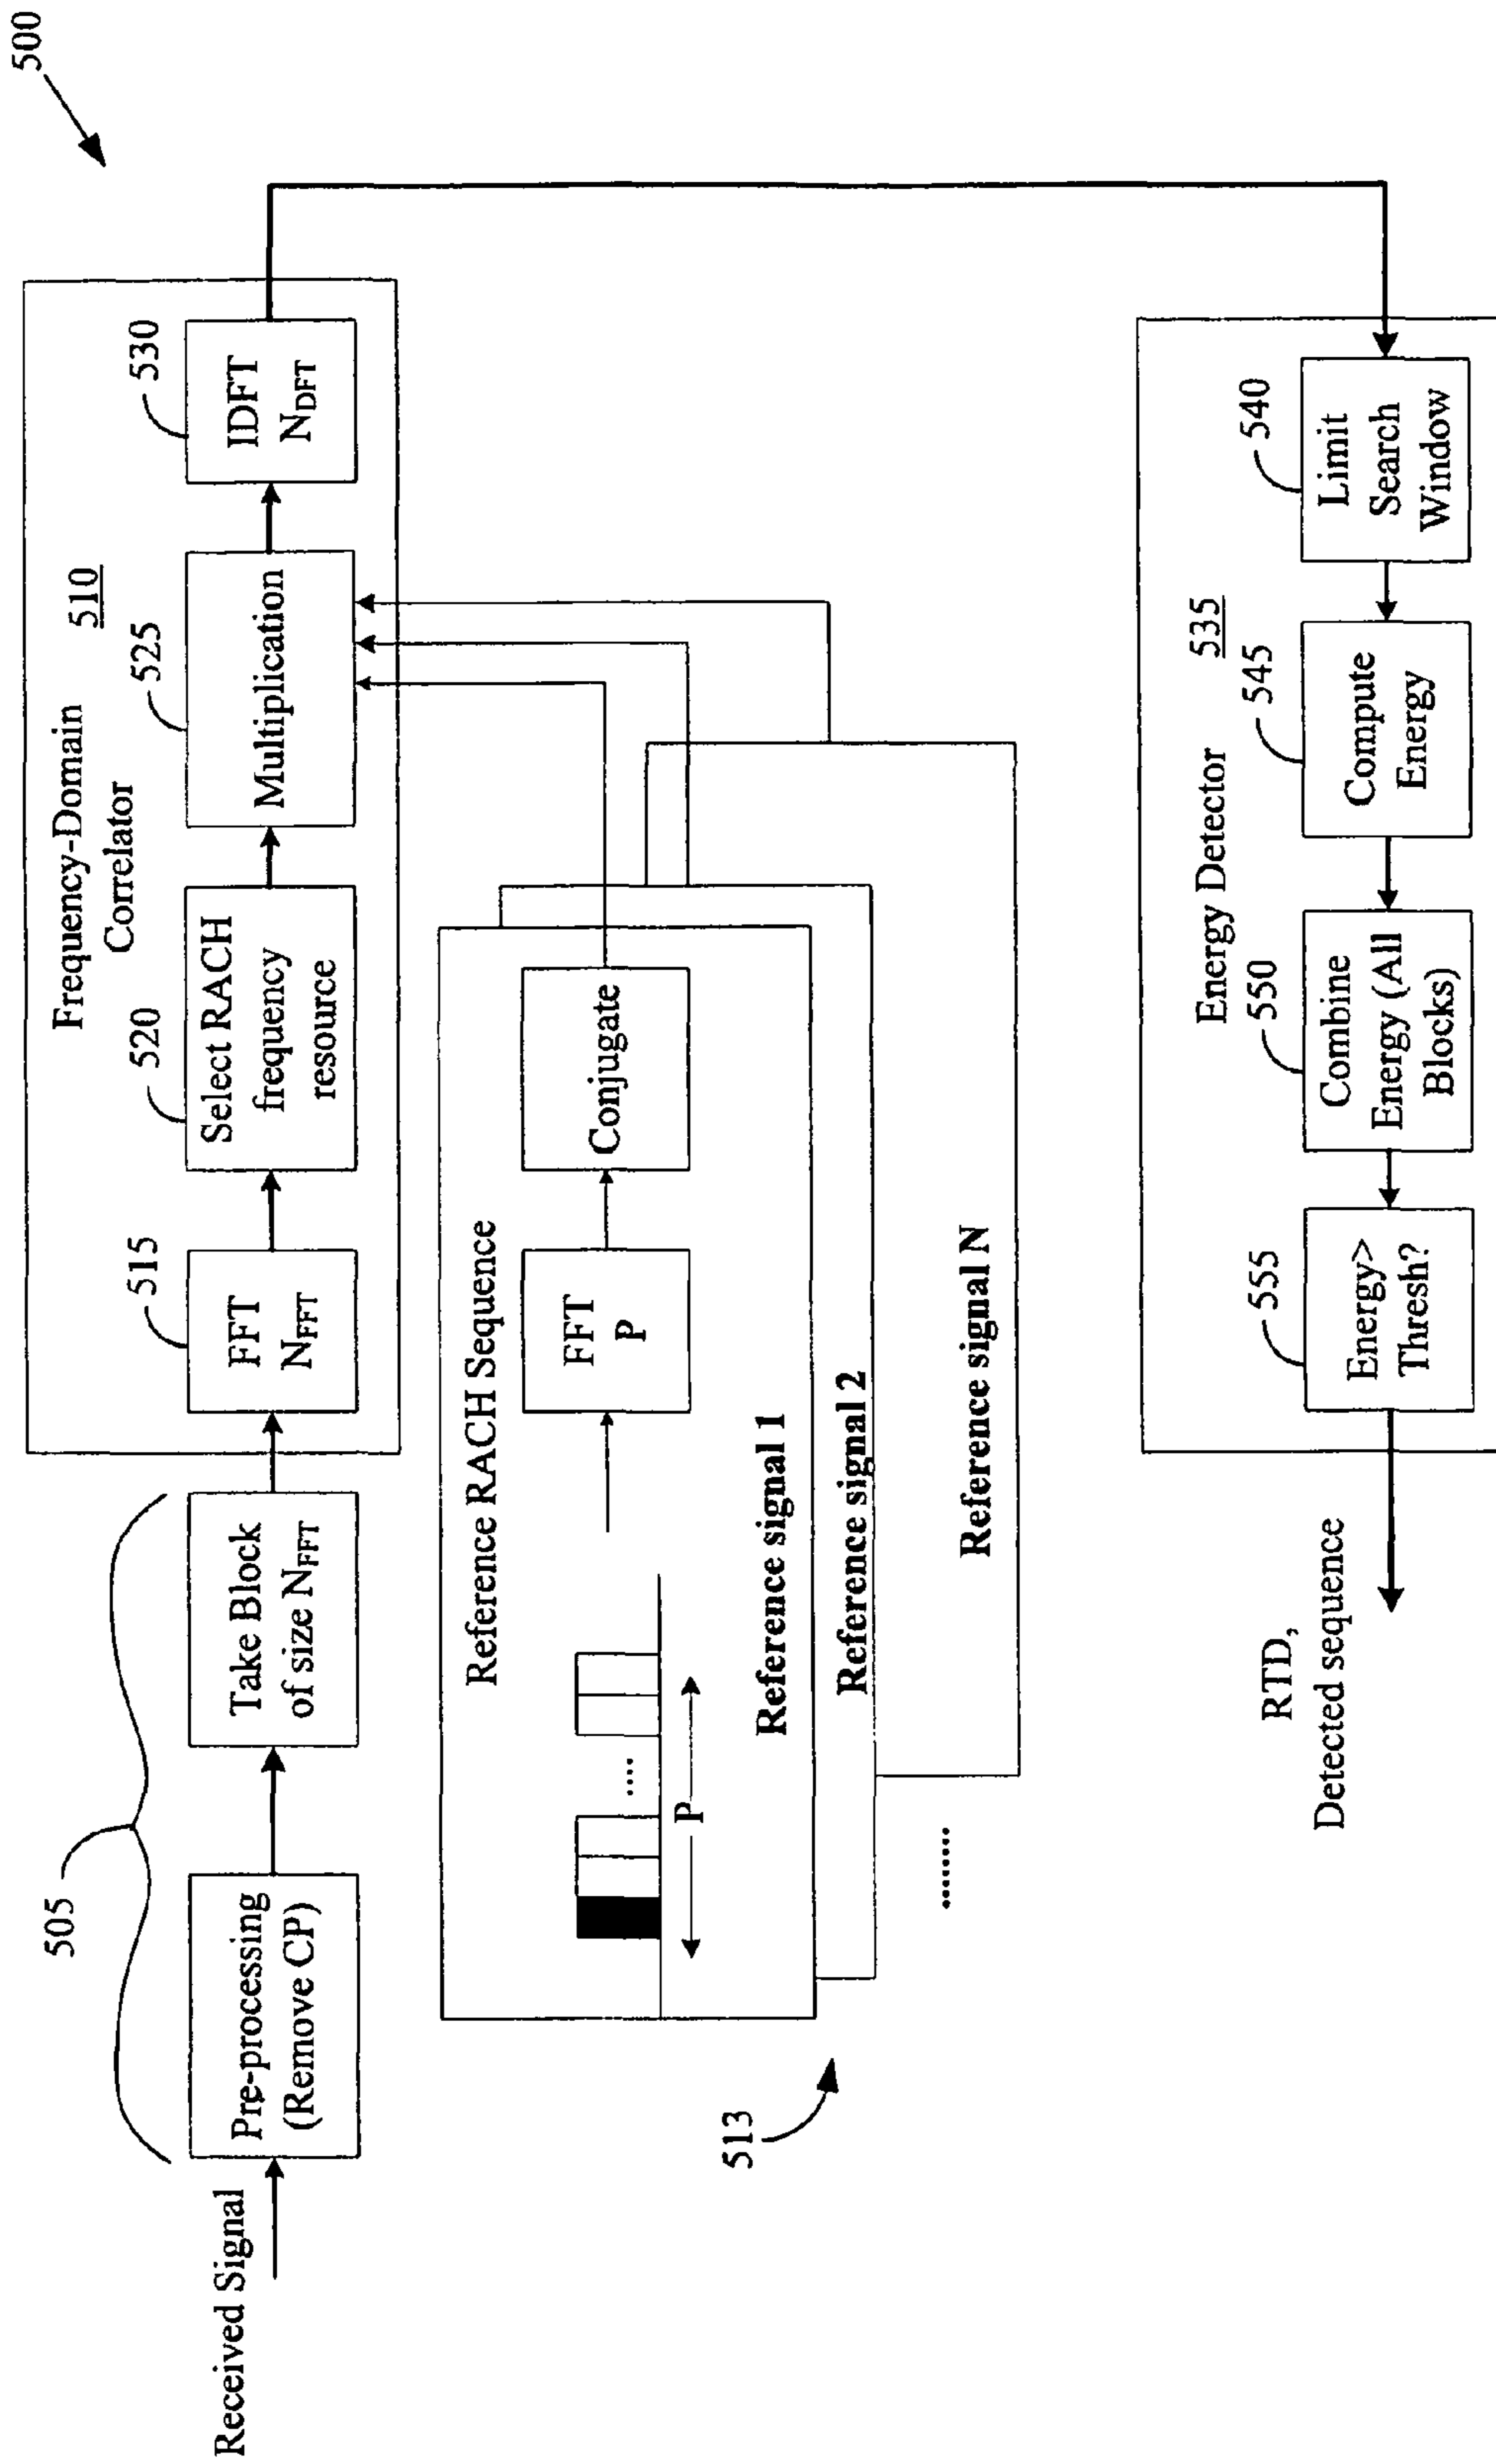 500
Frequency-Domain
Correlator
510
505
515
520
525
530
Received Signal
Pre-processing
(Remove CP)
Take Block
of size NFFT
FFT
NFFT
Select RACH
frequency
resource
Multiplication
IDFT
NDFT
Reference RACH Sequence
....
P
FFT
P
Conjugate
Reference signal 1
Reference signal 2
Reference signal N
........
513
Energy Detector
535
555
550
545
540
RTD,
Detected sequence
Energy>
Thresh?
Combine
Energy (All
Blocks)
Compute
Energy
Limit
Search
Window